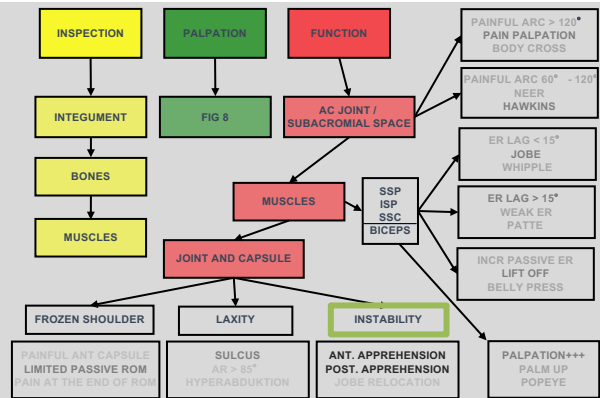 INSPECTION
PALPATION
FUNCTION
PAINFUL ARC > 120°
PAIN PALPATION
BODY CROSS
INTEGUMENT
FIG 8
AC JOINT /
SUBACROMIAL SPACE
PAINFUL ARC 60° - 120°
NEER
HAWKINS
BONES
ER LAG < 15°
JOBE
WHIPPLE
MUSCLES
MUSCLES
SSP
ISP
SSC
BICEPS
ER LAG > 15°
WEAK ER
PATTE
JOINT AND CAPSULE
INCR PASSIVE ER
LIFT OFF
BELLY PRESS
FROZEN SHOULDER
LAXITY
INSTABILITY
PAINFUL ANT CAPSULE
LIMITED PASSIVE ROM
PAIN AT THE END OF ROM
SULCUS
AR > 85°
HYPERABDUKTION
ANT. APPREHENSION
POST. APPREHENSION
JOBE RELOCATION
PALPATION+++
PALM UP
POPEYE